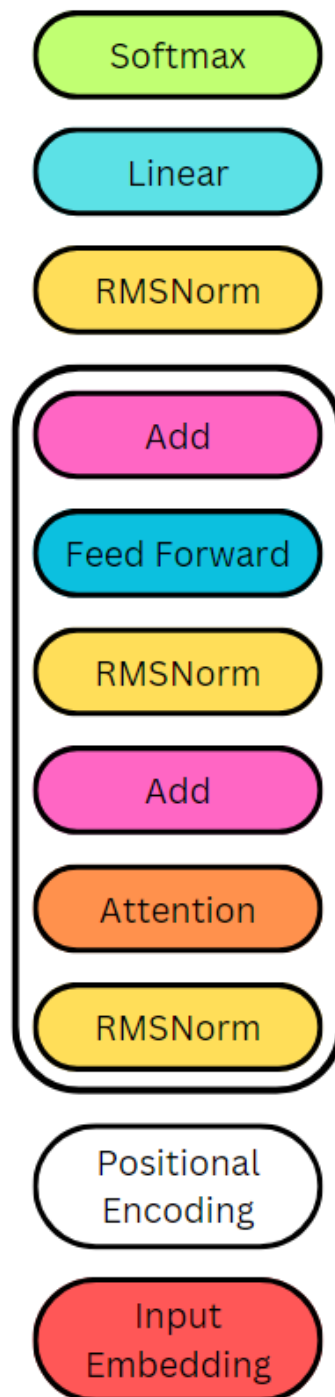 Softmax
Linear
RMSNorm
Add
Feed Forward
RMSNorm
Add
Attention
RMSNorm
Positional
Encoding
Input
Embedding